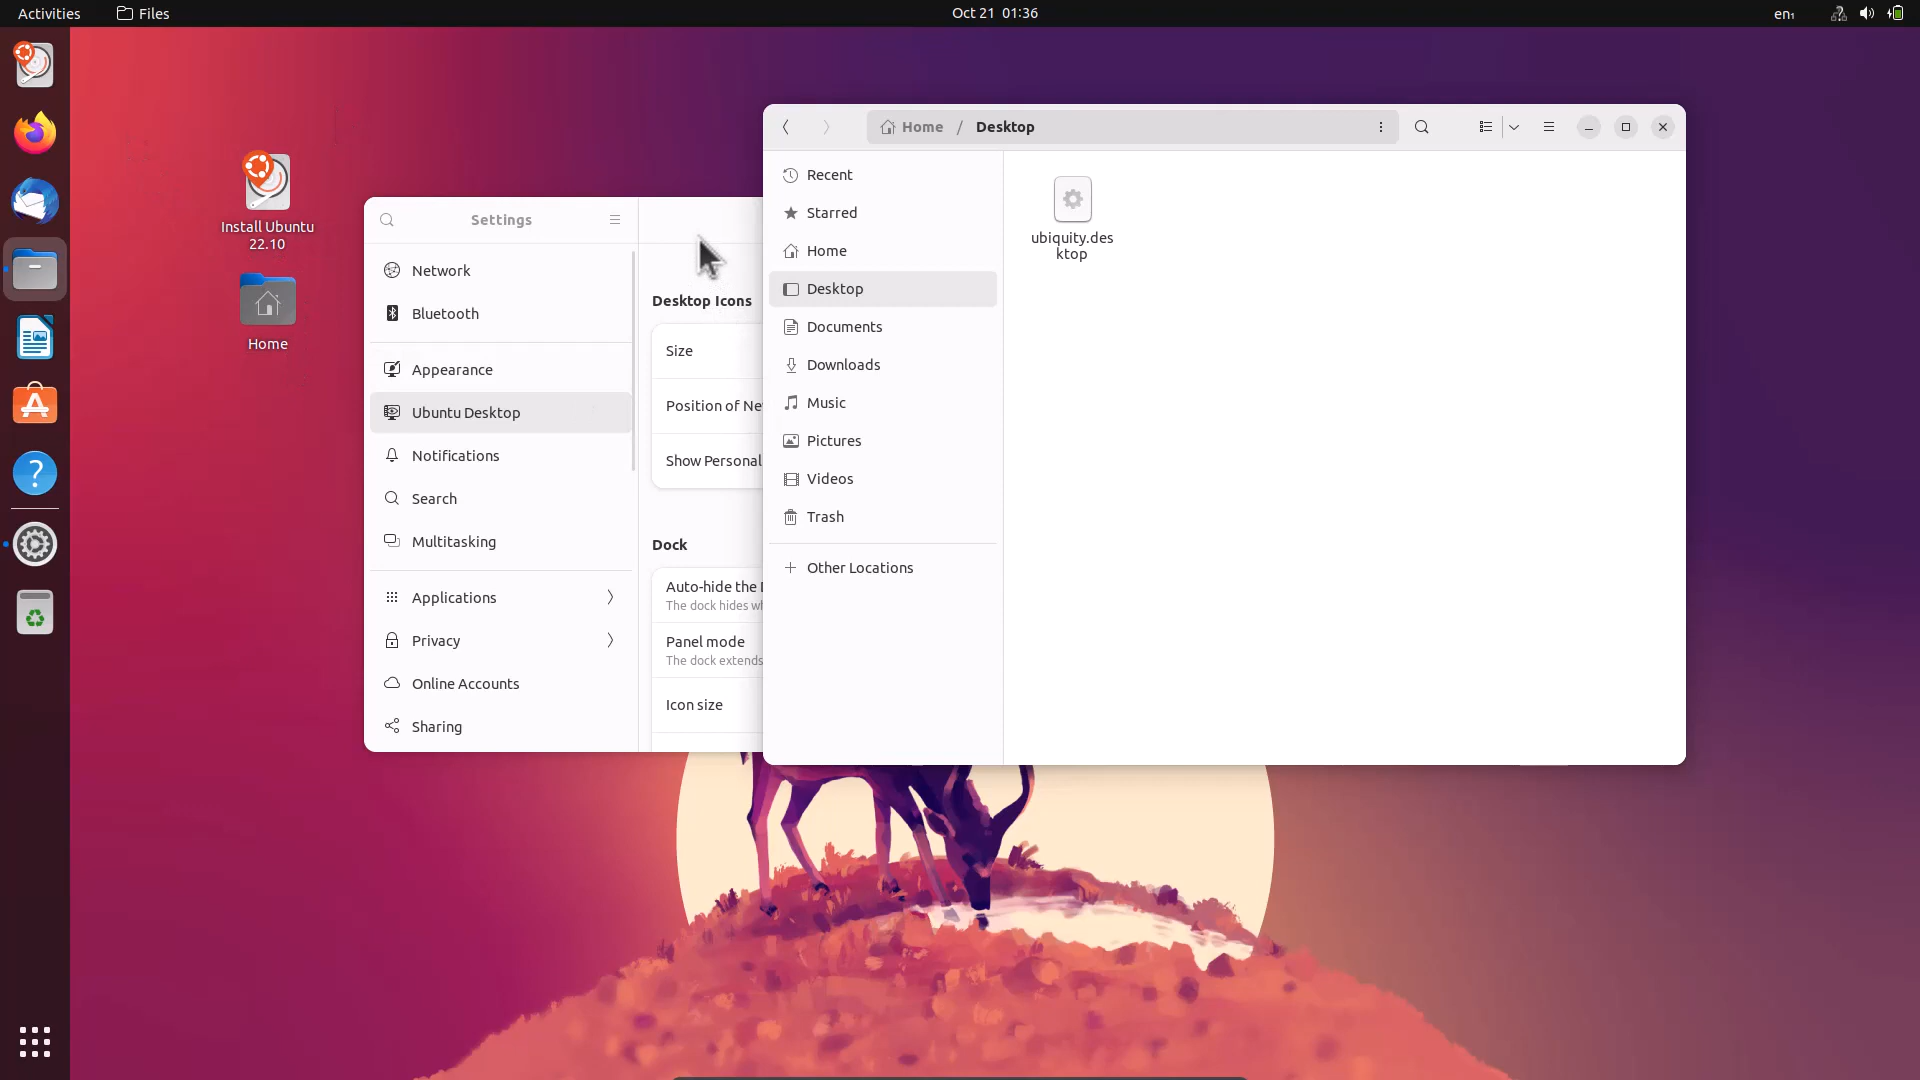 Activities
Files
Oct 21 01:36
en₁
Install Ubuntu
22.10
Home
Settings
Network
Bluetooth
Appearance
Ubuntu Desktop
Notifications
Search
Multitasking
Applications
Privacy
Online Accounts
Sharing
Desktop Icons
Size
Position of Ne
Show Personal
Dock
Auto-hide the
The dock hides
Panel mode
The dock extends
Icon size
Home / Desktop
Recent
Starred
Home
Desktop
Documents
Downloads
Music
Pictures
Videos
Trash
Other Locations
ubiquity.des
ktop